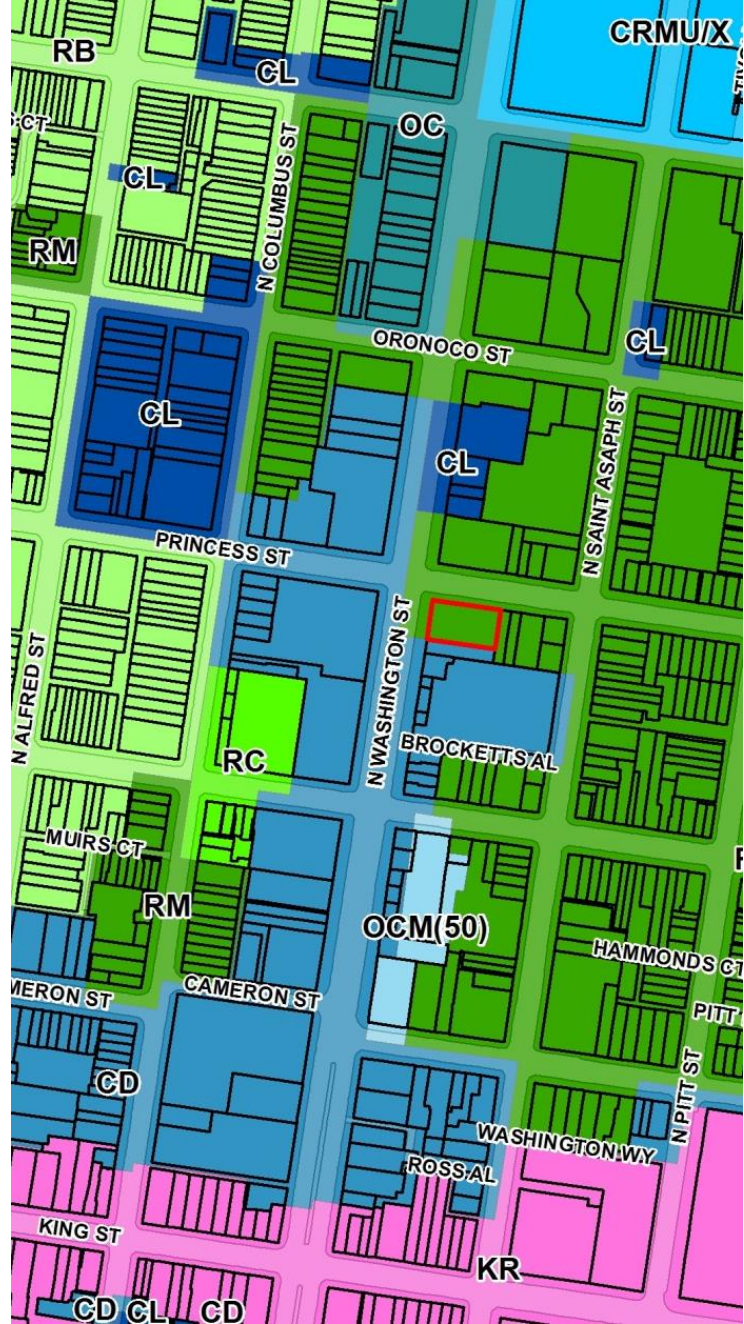 CRMU/X
RB
CL
OC
CL
N COLUMBUS ST
RM
ORONOCO ST
CL
CL
CL
N SAINT ASAPH ST
PRINCESS ST
N WASHINGTON ST
N ALFRED ST
BROCKETTS AL
RC
MUIRS CT
RM
OCM(50)
HAMMONDS CT
MERON ST
CAMERON ST
PITT
CD
N PITT ST
WASHINGTON WY
ROSS AL
KING ST
KR
CD
CL
CD